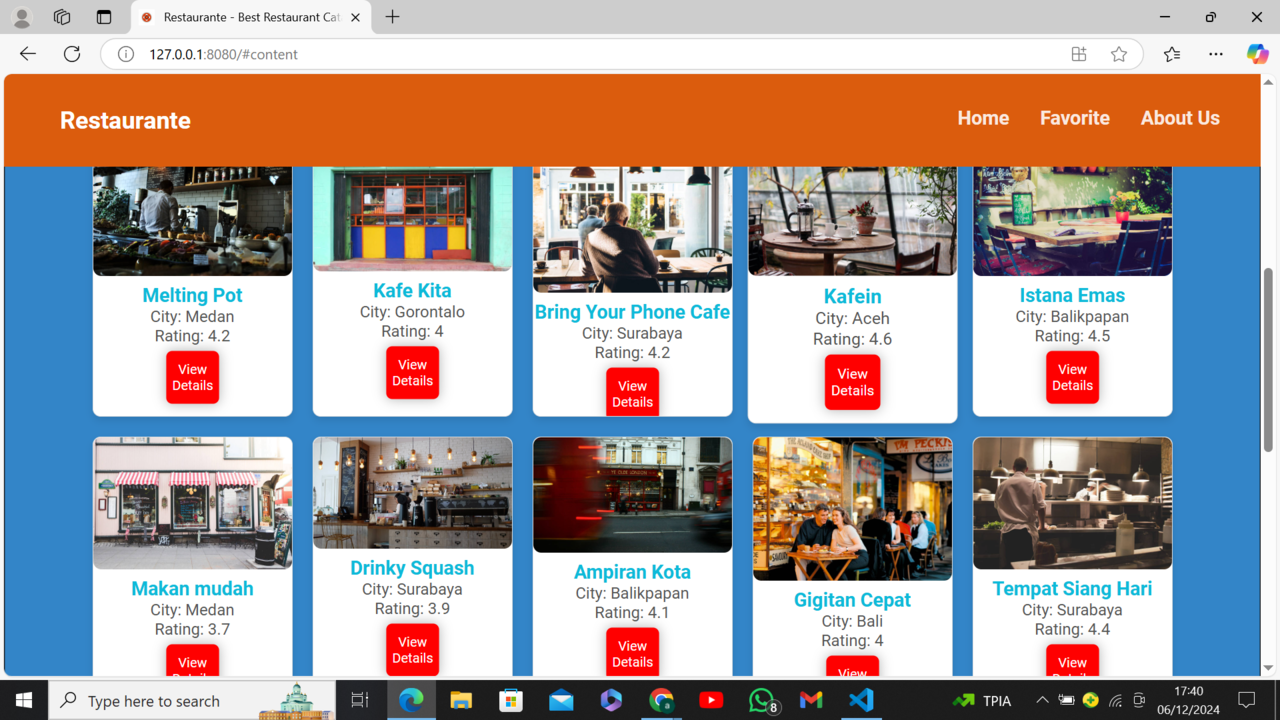 Restaurante - Best Restaurant Cat
127.0.0.1:8080/#content
Restaurante
Home
Favorite
About Us
Melting Pot
City: Medan
Rating: 4.2
View
Details
Kafe Kita
City: Gorontalo
Rating: 4
View
Details
Bring Your Phone Cafe
City: Surabaya
Rating: 4.2
View
Details
Kafein
City: Aceh
Rating: 4.6
View
Details
Istana Emas
City: Balikpapan
Rating: 4.5
View
Details
Makan mudah
City: Medan
Rating: 3.7
View
Details
Drinky Squash
City: Surabaya
Rating: 3.9
View
Details
Ampiran Kota
City: Balikpapan
Rating: 4.1
View
Details
Gigitan Cepat
City: Bali
Rating: 4
View
Tempat Siang Hari
City: Surabaya
Rating: 4.4
View
Details
Type here to search
8
TPIA
17:40
06/12/2024